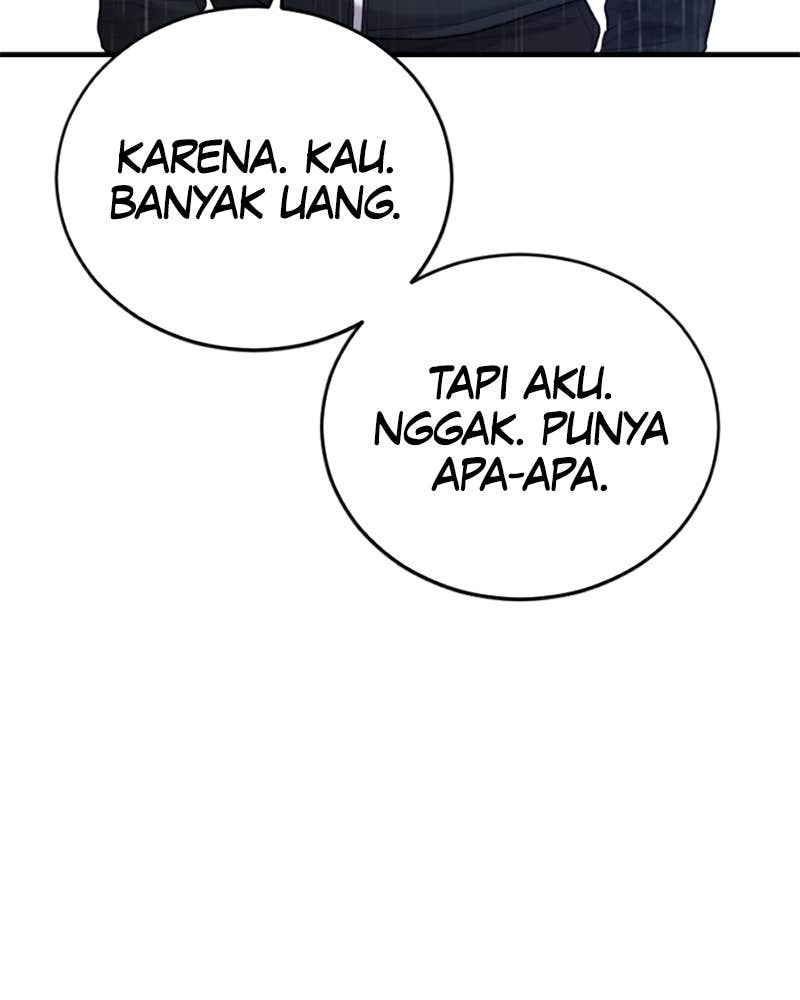 KARENA. KAU.
BANYAK UANG.
TAPI AKU.
NGGAK. PUNYA
APA-APA.